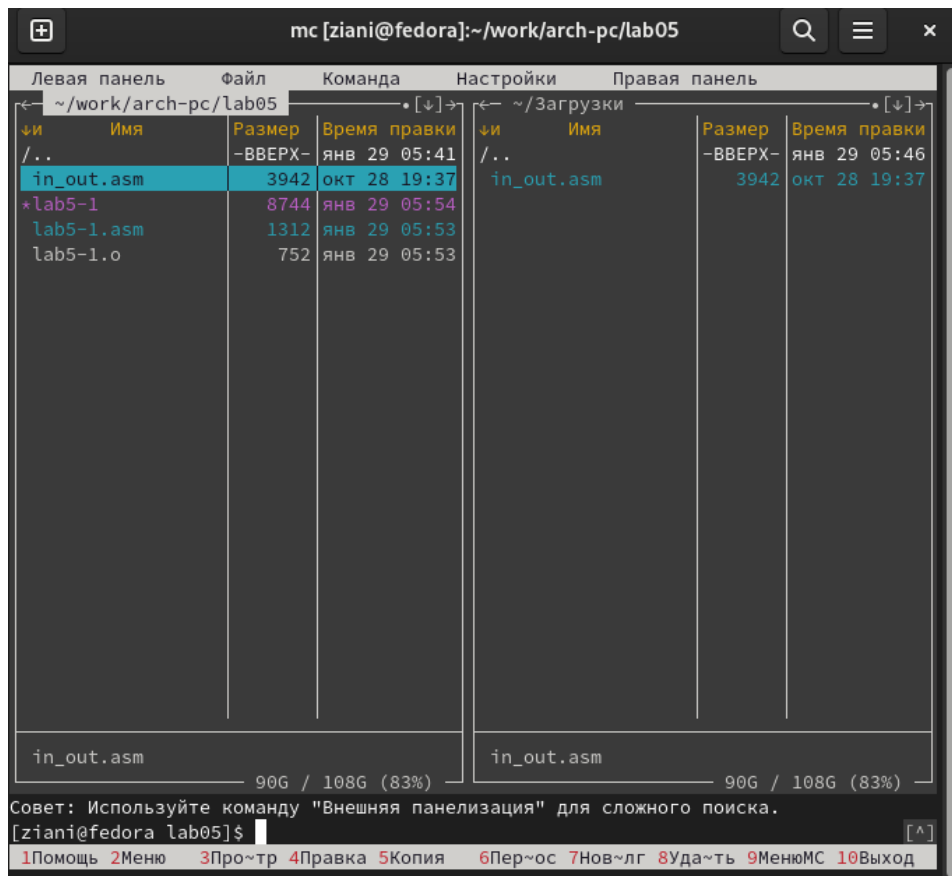 mc [ziani@fedora]:~/work/arch-pc/lab05
Левая панель Файл Команда Настройки Правая панель
~/work/arch-pc/lab05 •[↓]→ ~/Загрузки •[↓]→
↓и Имя Размер Время правки ↓и Имя Размер Время правки
/.. -ВВЕРХ- янв 29 05:41 /.. -ВВЕРХ- янв 29 05:46
in_out.asm 3942 окт 28 19:37 in_out.asm 3942 окт 28 19:37
*lab5-1 8744 янв 29 05:54
lab5-1.asm 1312 янв 29 05:53
lab5-1.o 752 янв 29 05:53
in_out.asm in_out.asm
90G / 108G (83%) 90G / 108G (83%)
Совет: Используйте команду "Внешняя панелизация" для сложного поиска.
[ziani@fedora lab05]$ [^]
1Помощь 2Меню 3Про~тр 4Правка 5Копия 6Пер~ос 7Нов~лг 8Уда~ть 9МенюМС 10Выход